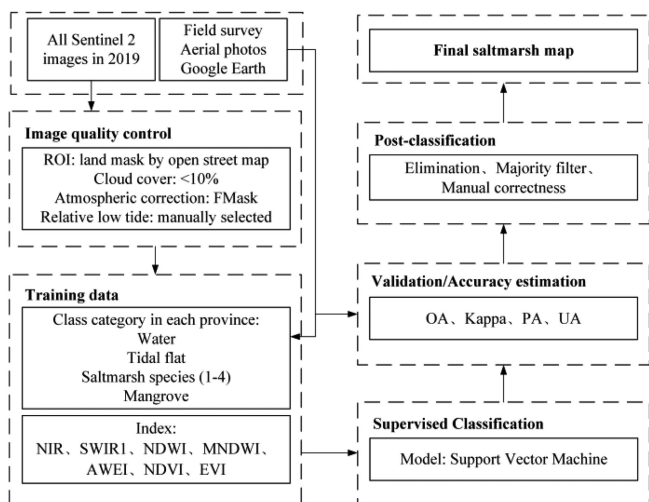 All Sentinel 2
images in 2019
Field survey
Aerial photos
Google Earth
Image quality control
ROI: land mask by open street map
Cloud cover: <10%
Atmospheric correction: FMask
Relative low tide: manually selected
Training data
Class category in each province:
Water
Tidal flat
Saltmarsh species (1-4)
Mangrove
Index:
NIR、SWIR1、NDWI、MNDWI、
AWEI、NDVI、EVI
Final saltmarsh map
Post-classification
Elimination、Majority filter、
Manual correctness
Validation/Accuracy estimation
OA、Kappa、PA、UA
Supervised Classification
Model: Support Vector Machine